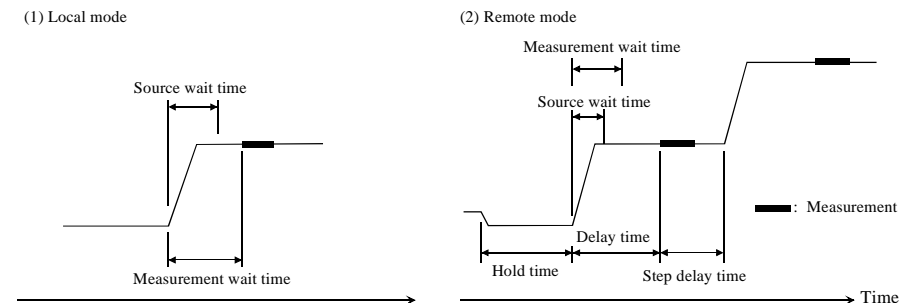 (1) Local mode
Source wait time
Measurement wait time
(2) Remote mode
Measurement wait time
Source wait time
: Measurement
Delay time
Hold time
Step delay time
Time